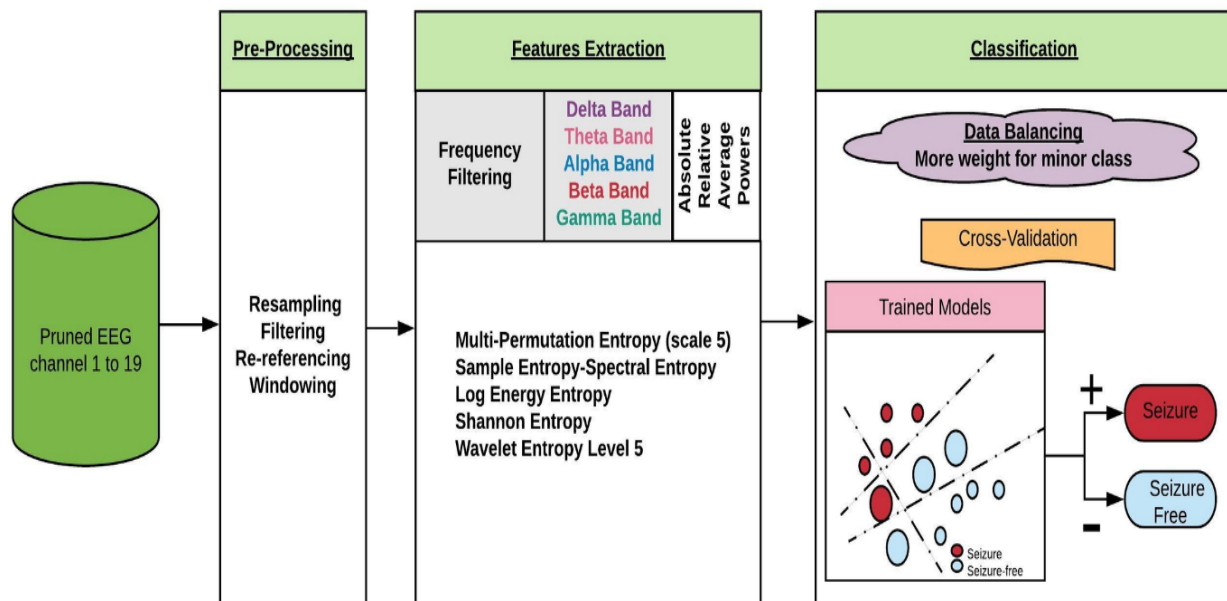 Pruned EEG
channel 1 to 19
Pre-Processing
Resampling
Filtering
Re-referencing
Windowing
Features Extraction
Frequency
Filtering
Delta Band
Theta Band
Alpha Band
Beta Band
Gamma Band
Absolute
Relative
Average
Powers
Multi-Permutation Entropy (scale 5)
Sample Entropy-Spectral Entropy
Log Energy Entropy
Shannon Entropy
Wavelet Entropy Level 5
Classification
Data Balancing
More weight for minor class
Cross-Validation
Trained Models
Seizure
Seizure-free
+
Seizure
-
Seizure
Free